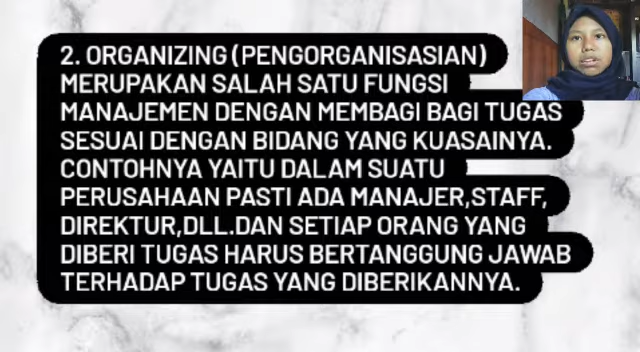 2. ORGANIZING (PENGORGANISASIAN)
MERUPAKAN SALAH SATU FUNGSI
MANAJEMEN DENGAN MEMBAGI BAGI TUGAS
SESUAI DENGAN BIDANG YANG KUASAINYA.
CONTOHNYA YAITU DALAM SUATU
PERUSAHAAN PASTI ADA MANAJER,STAFF,
DIREKTUR,DLL.DAN SETIAP ORANG YANG
DIBERI TUGAS HARUS BERTANGGUNG JAWAB
TERHADAP TUGAS YANG DIBERIKANNYA.